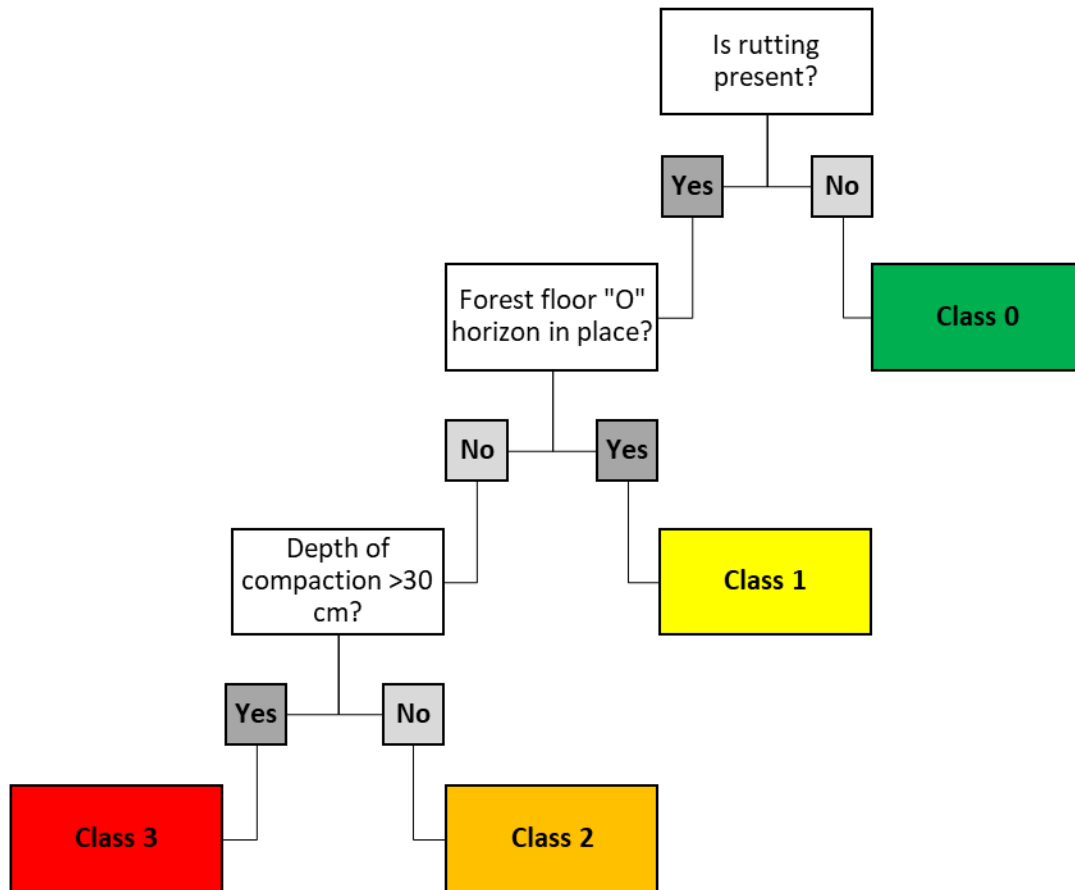 Is rutting
present?
Yes
No
Forest floor "O"
horizon in place?
Class 0
No
Yes
Depth of
compaction >30
cm?
Class 1
Yes
No
Class 3
Class 2